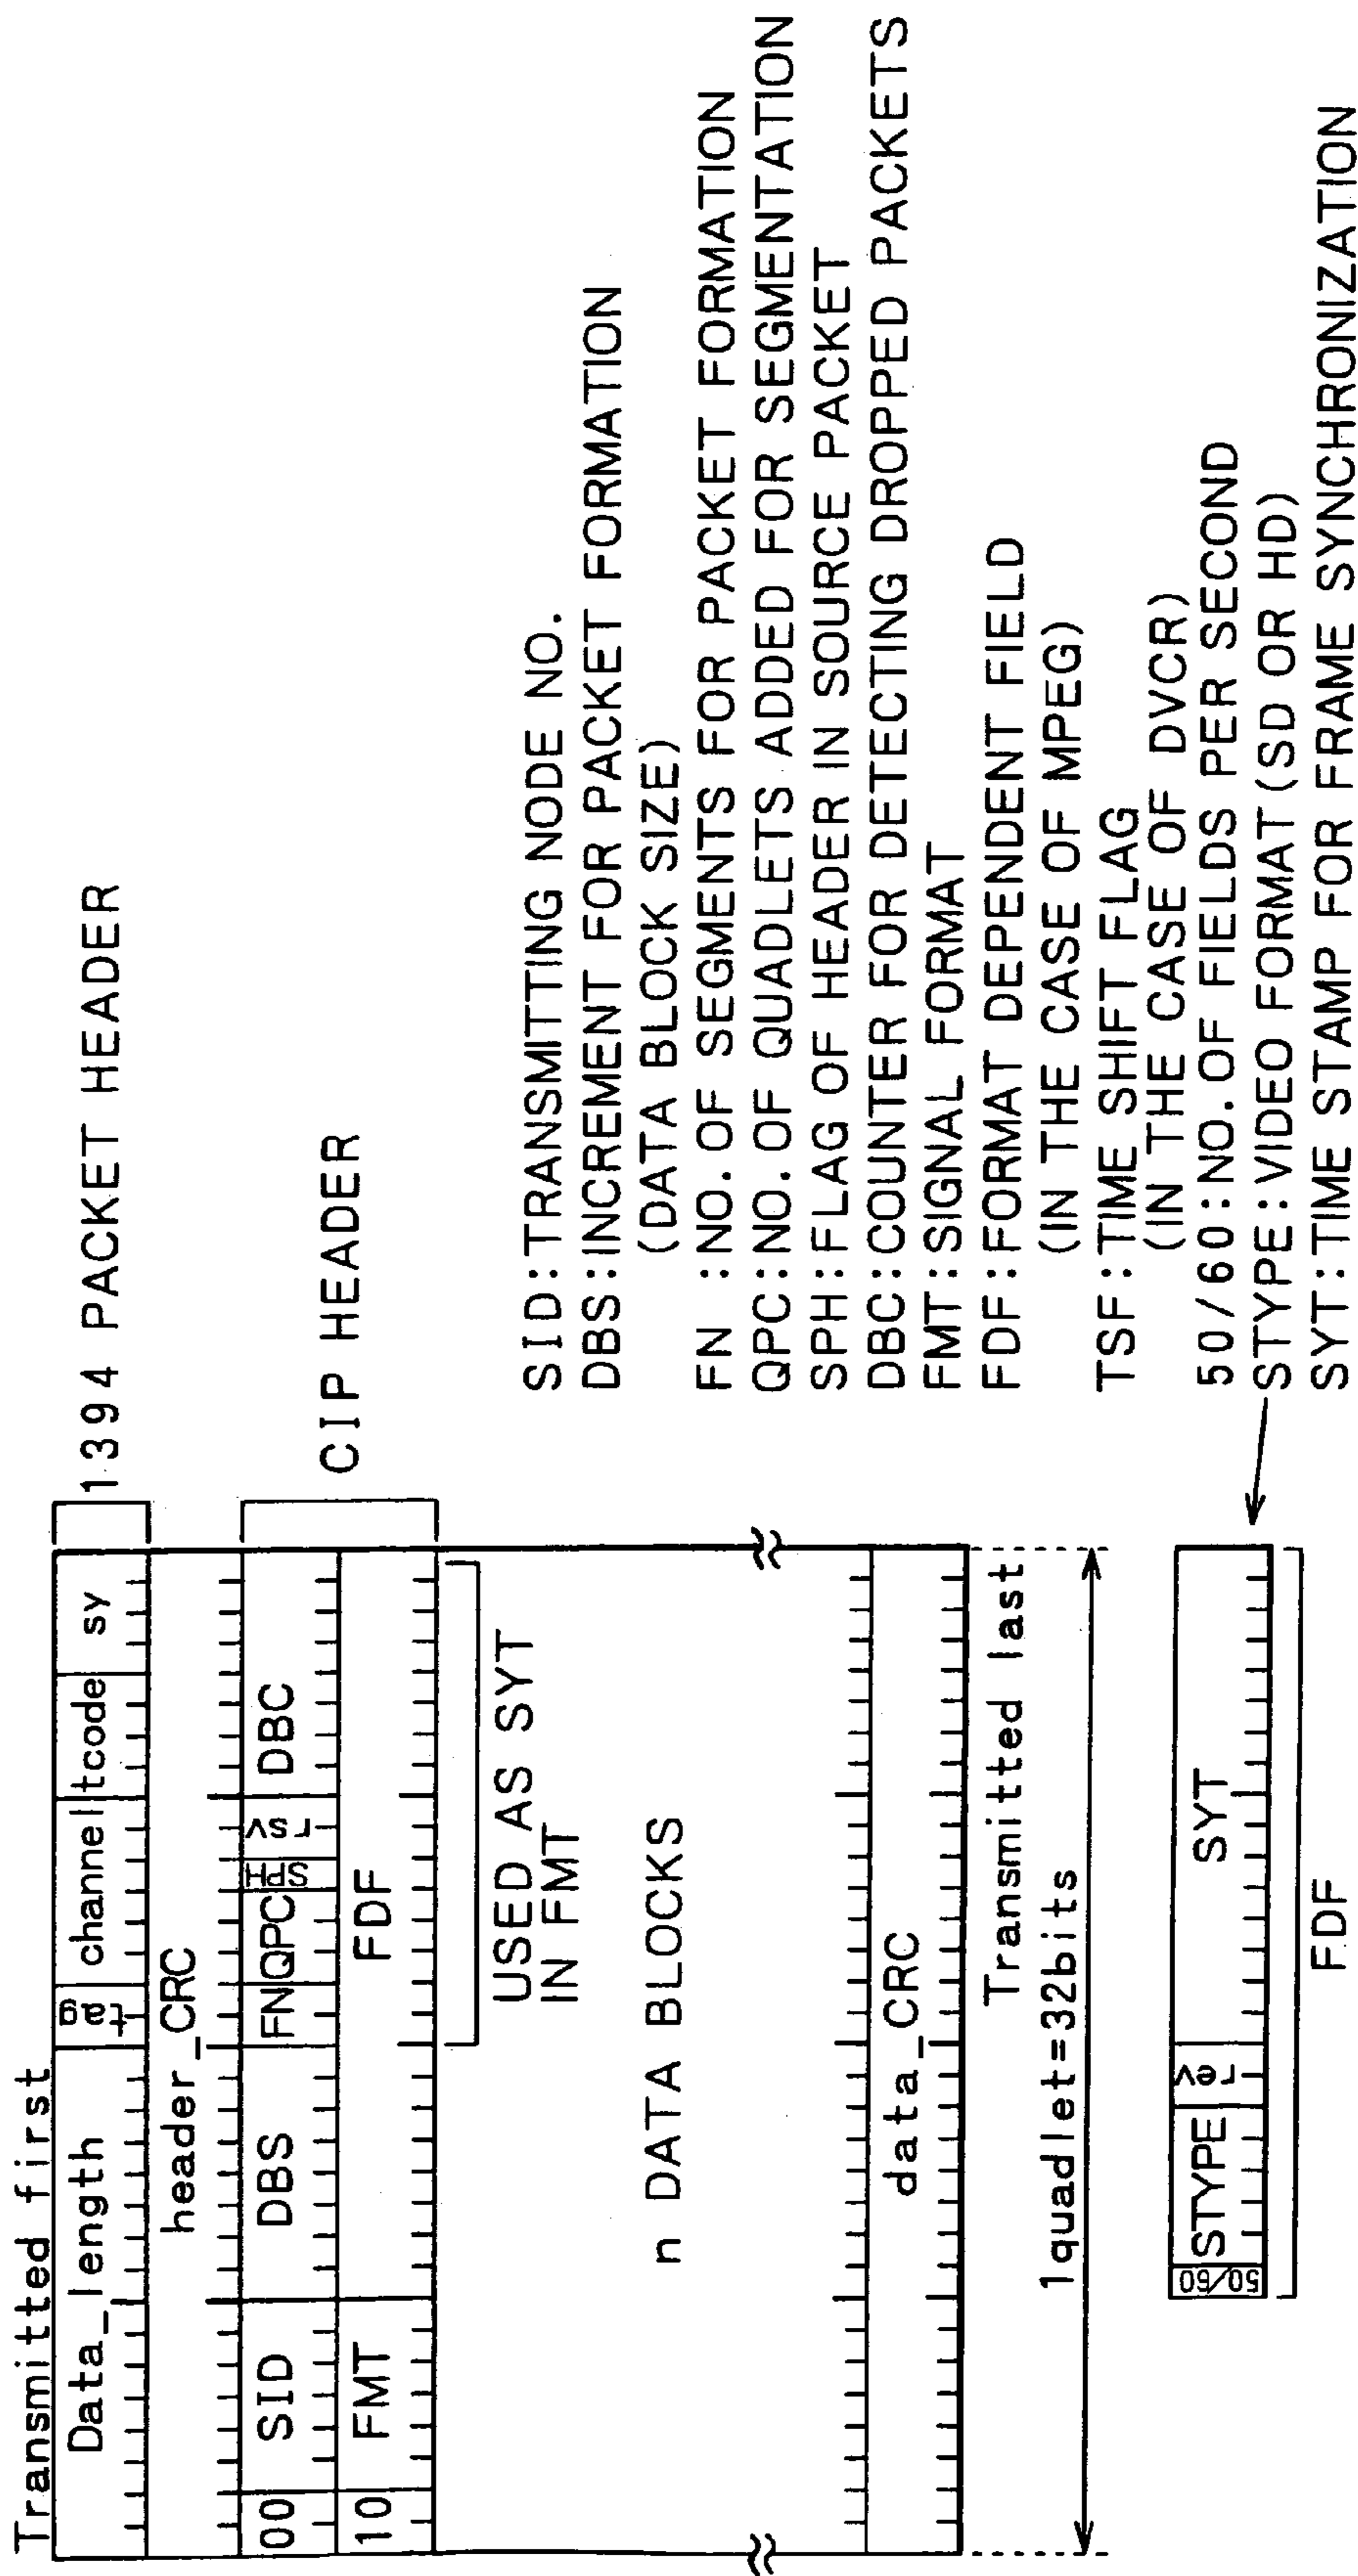 Transmitted first
Data_length tag channel tcode sy
1394 PACKET HEADER
header_CRC
00 SID DBS FN QPC SPH rsv DBC
10 FMT FDF
CIP HEADER
USED AS SYT
IN FMT
n DATA BLOCKS
data_CRC
Transmitted last
1quadlet=32bits
50/60 STYPE rev SYT
FDF
SID:TRANSMITTING NODE NO.
DBS:INCREMENT FOR PACKET FORMATION
(DATA BLOCK SIZE)
FN :NO.OF SEGMENTS FOR PACKET FORMATION
QPC:NO.OF QUADLETS ADDED FOR SEGMENTATION
SPH:FLAG OF HEADER IN SOURCE PACKET
DBC:COUNTER FOR DETECTING DROPPED PACKETS
FMT:SIGNAL FORMAT
FDF:FORMAT DEPENDENT FIELD
(IN THE CASE OF MPEG)
TSF:TIME SHIFT FLAG
(IN THE CASE OF DVCR)
50/60:NO.OF FIELDS PER SECOND
STYPE:VIDEO FORMAT(SD OR HD)
SYT:TIME STAMP FOR FRAME SYNCHRONIZATION